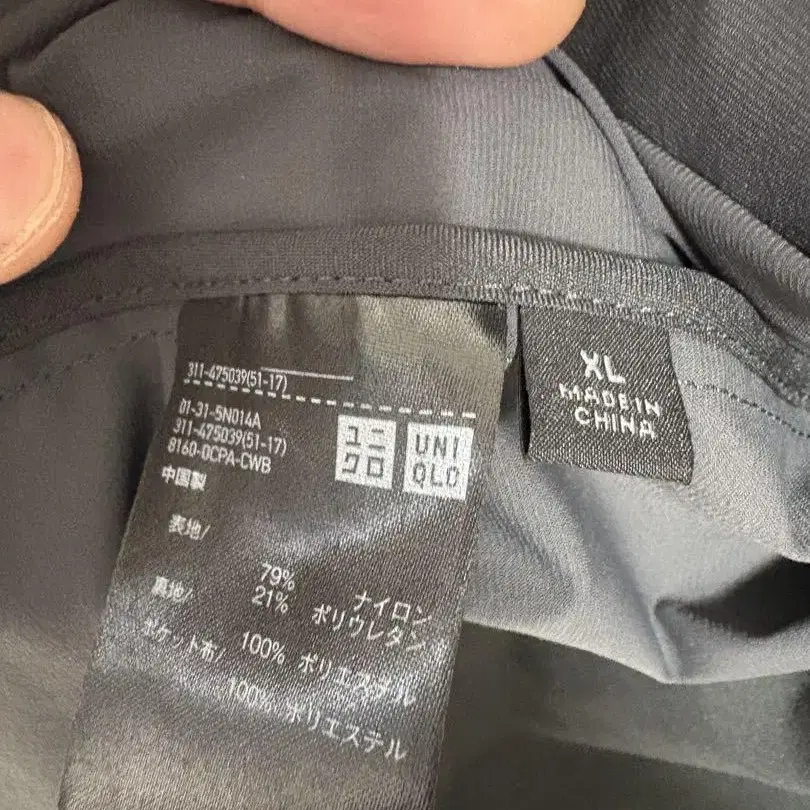 311-475039(51-17)
01-31-5N014A
311-475039(51-17)
8160-DCPA-CWB
中国製
ユニ
クロ
UNI
QLO
表地/
79% ナイロン
21% ポリウレタン
裏地/
100% ポリエステル
ポケット布/
100% ポリエステル
XL
MADE IN
CHINA